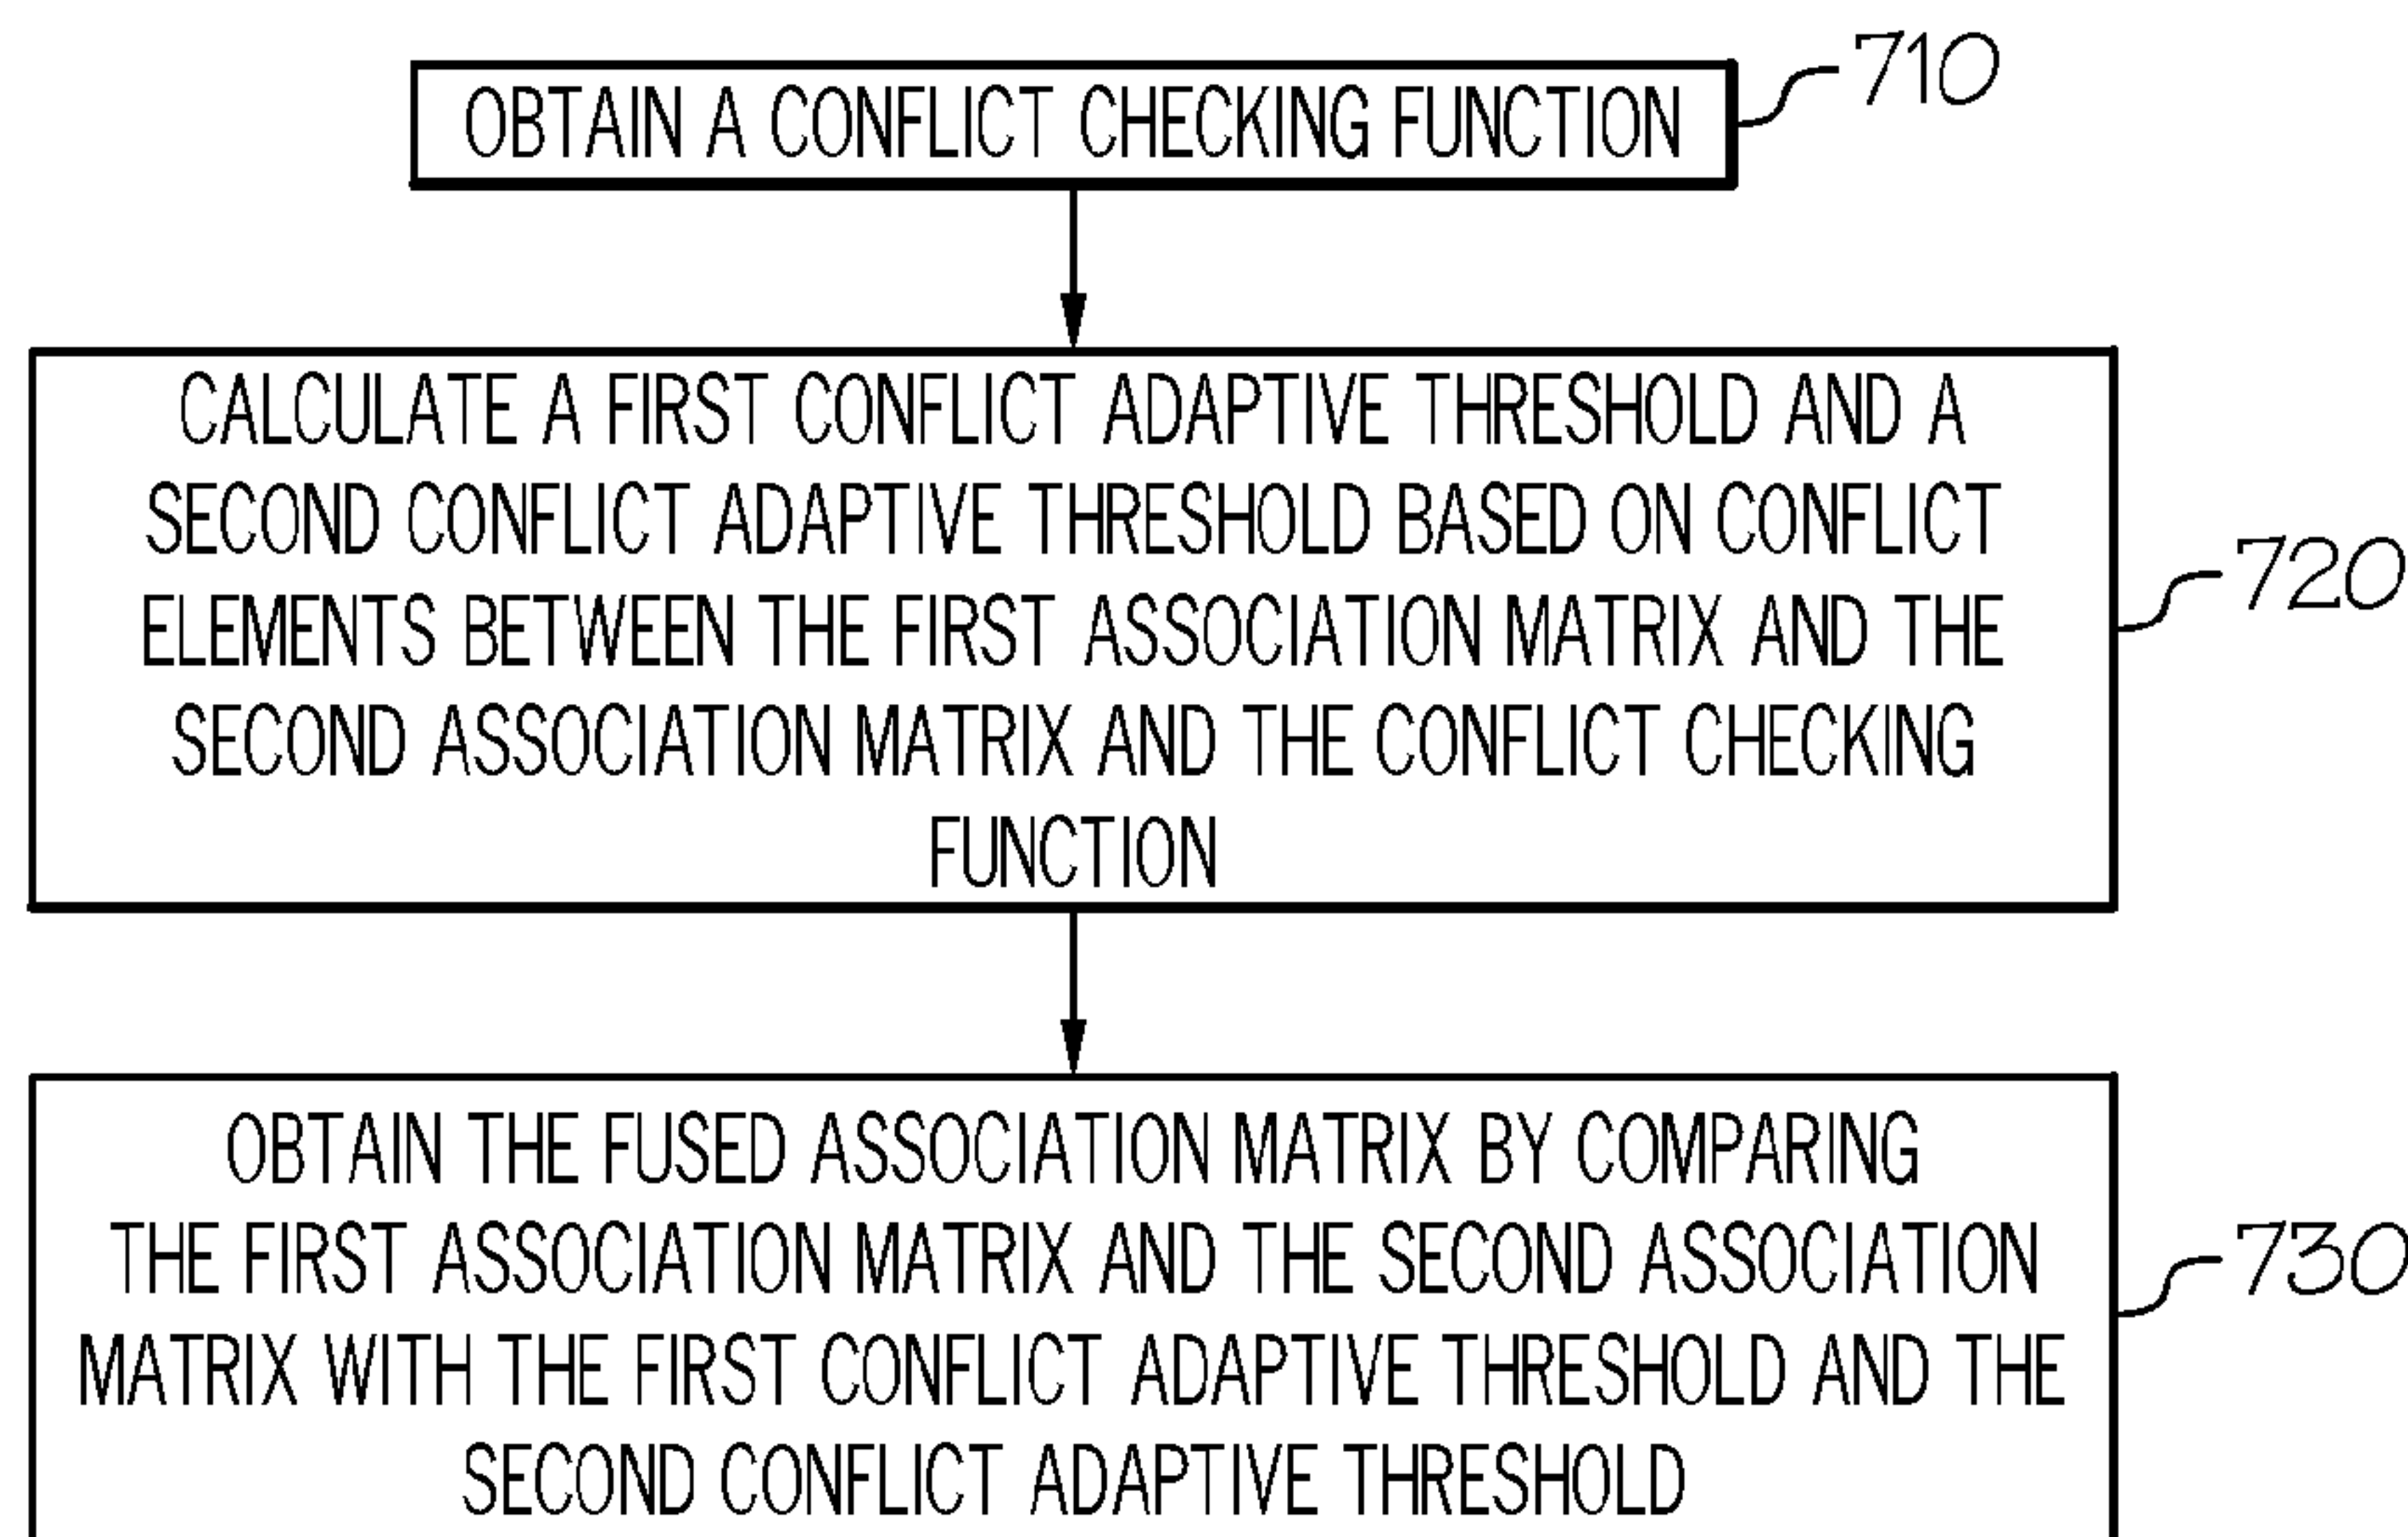 OBTAIN A CONFLICT CHECKING FUNCTION
710
CALCULATE A FIRST CONFLICT ADAPTIVE THRESHOLD AND A
SECOND CONFLICT ADAPTIVE THRESHOLD BASED ON CONFLICT
ELEMENTS BETWEEN THE FIRST ASSOCIATION MATRIX AND THE
SECOND ASSOCIATION MATRIX AND THE CONFLICT CHECKING
FUNCTION
720
OBTAIN THE FUSED ASSOCIATION MATRIX BY COMPARING
THE FIRST ASSOCIATION MATRIX AND THE SECOND ASSOCIATION
MATRIX WITH THE FIRST CONFLICT ADAPTIVE THRESHOLD AND THE
SECOND CONFLICT ADAPTIVE THRESHOLD
730